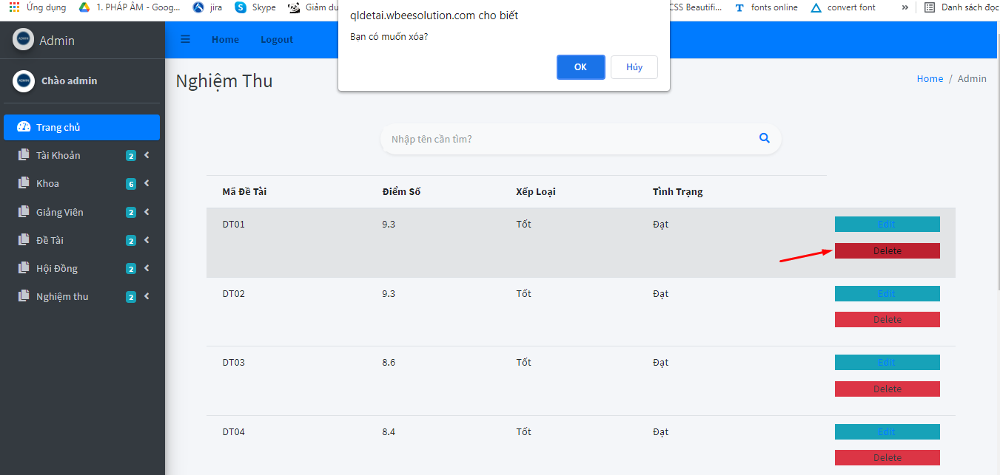 Ứng dụng 1. PHÁP ÂM - Goog... jira Skype Giảm du CSS Beautifi... fonts online convert font » Danh sách đọc
qldetai.wbeesolution.com cho biết
Bạn có muốn xóa?
OK Hủy
Admin
Home Logout
Chào admin
Nghiệm Thu
Home / Admin
Trang chủ
Tài Khoản 2
Khoa 6
Giảng Viên 2
Đề Tài 2
Hội Đồng 2
Nghiệm thu 2
Nhập tên cần tìm?
Mã Đề Tài Điểm Số Xếp Loại Tình Trạng
DT01 9.3 Tốt Đạt Edit
Delete
DT02 9.3 Tốt Đạt Edit
Delete
DT03 8.6 Tốt Đạt Edit
Delete
DT04 8.4 Tốt Đạt Edit
Delete